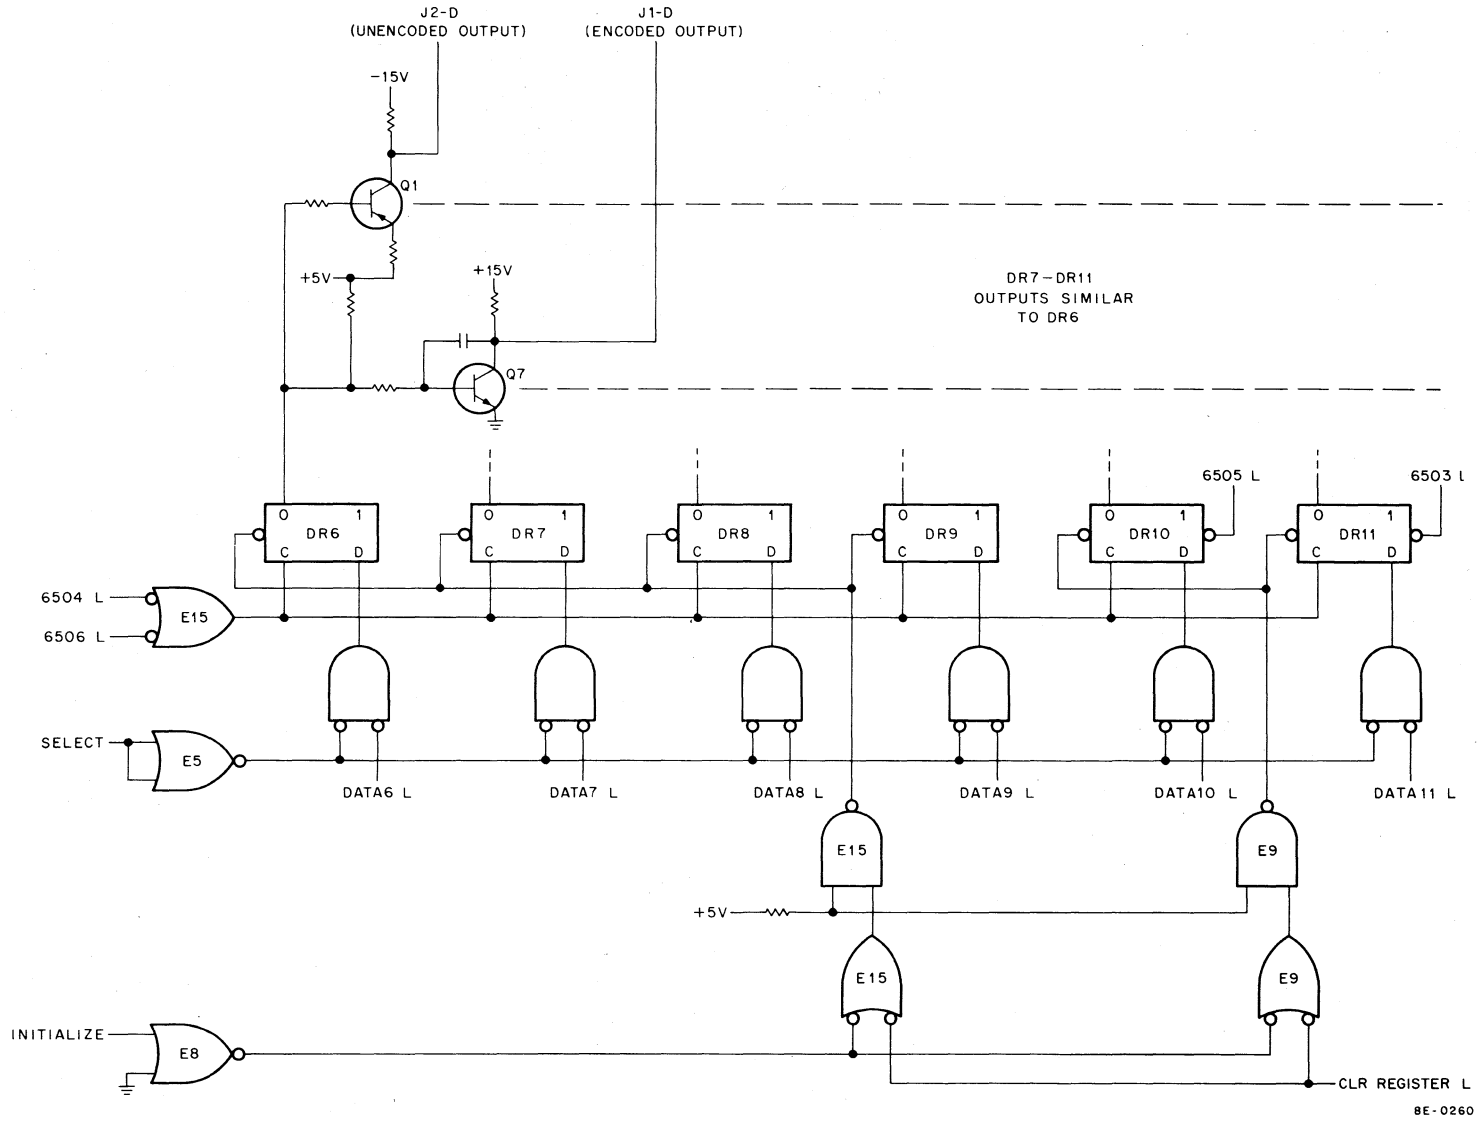 J2-D
(UNENCODED OUTPUT)
J1-D
(ENCODED OUTPUT)
-15V
Q1
+5V
+15V
Q7
DR7-DR11
OUTPUTS SIMILAR
TO DR6
6505 L
6503 L
0 1
DR6
C D
0 1
DR7
C D
0 1
DR8
C D
0 1
DR9
C D
0 1
DR10
C D
0 1
DR11
C D
6504 L
6506 L
E15
SELECT
E5
DATA6 L
DATA7 L
DATA8 L
DATA9 L
DATA10 L
DATA11 L
E15
E9
+5V
E15
E9
INITIALIZE
E8
CLR REGISTER L
8E-0260